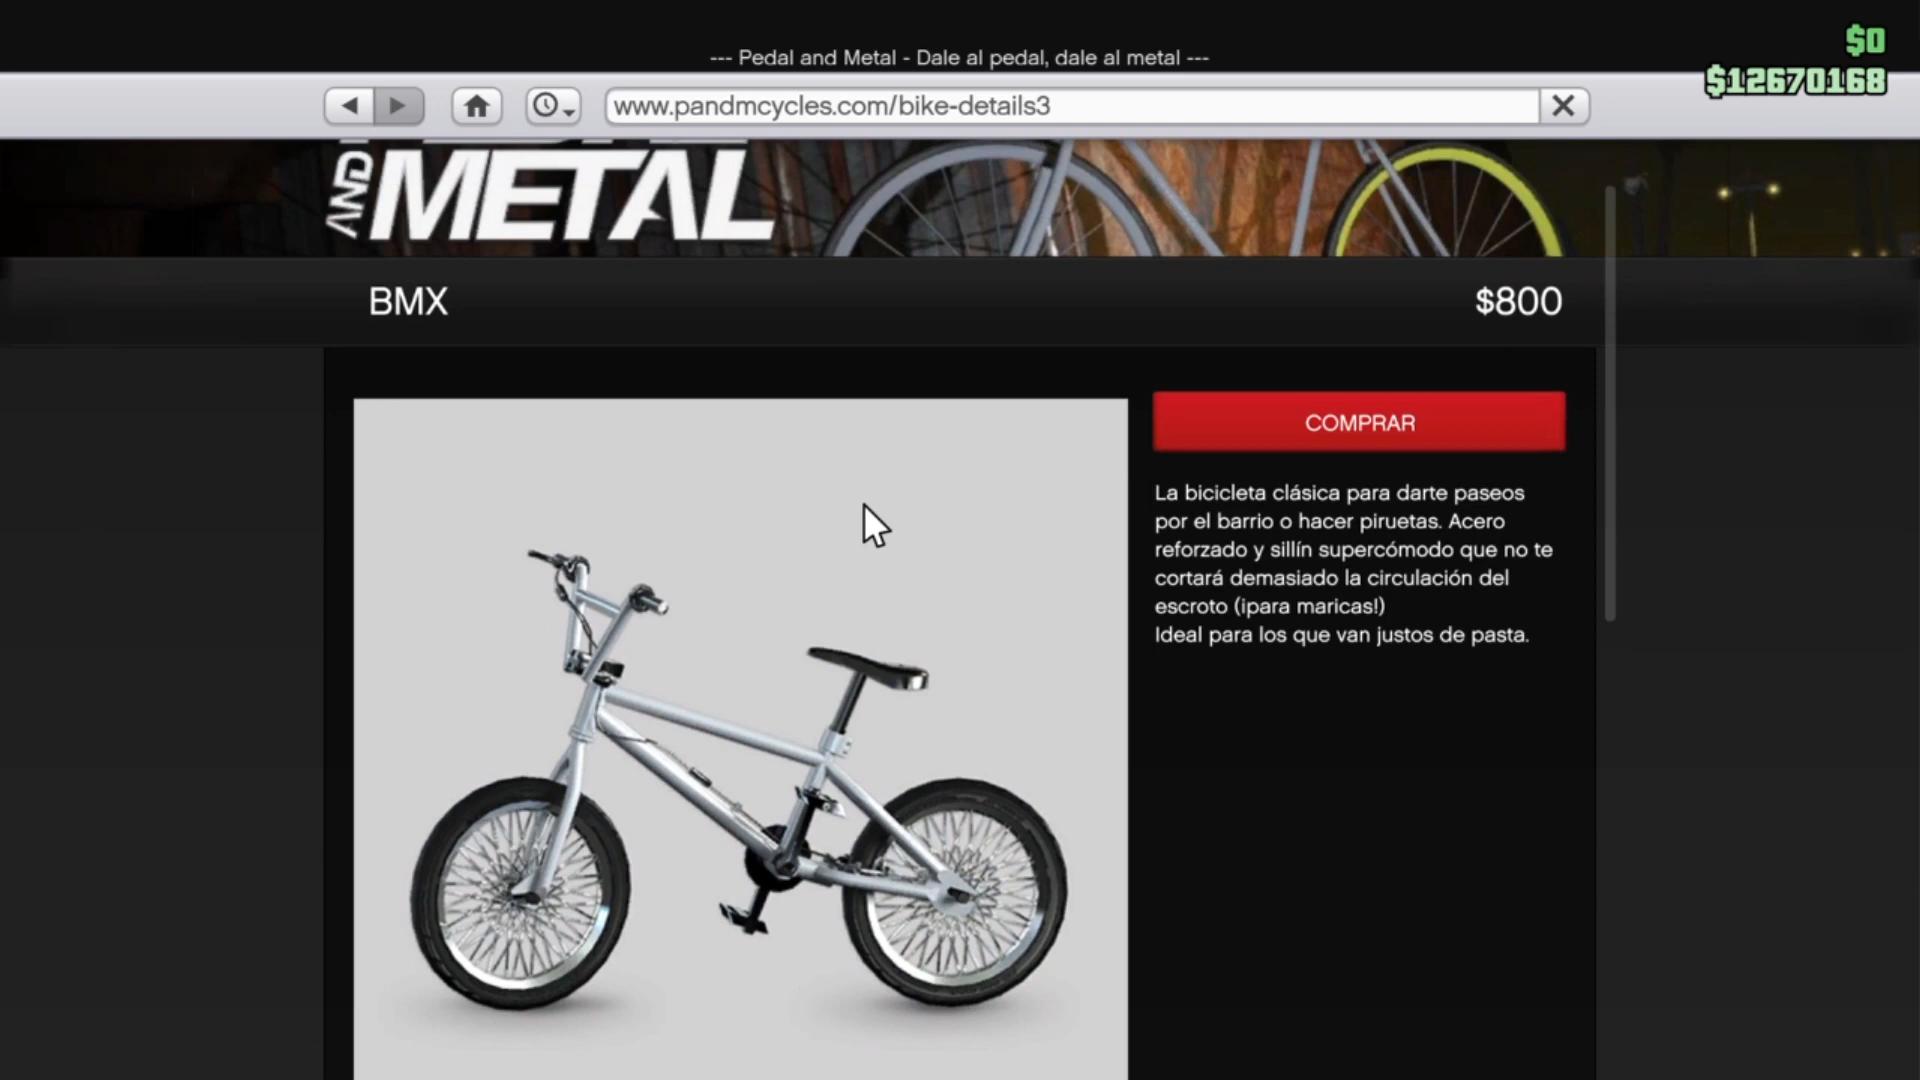 $0
--- Pedal and Metal - Dale al pedal, dale al metal ---
$12670168
www.pandmcycles.com/bike-details3
AND METAL
BMX
$800
COMPRAR
La bicicleta clásica para darte paseos
por el barrio o hacer piruetas. Acero
reforzado y sillín supercómodo que no te
cortará demasiado la circulación del
escroto (¡para maricas!)
Ideal para los que van justos de pasta.